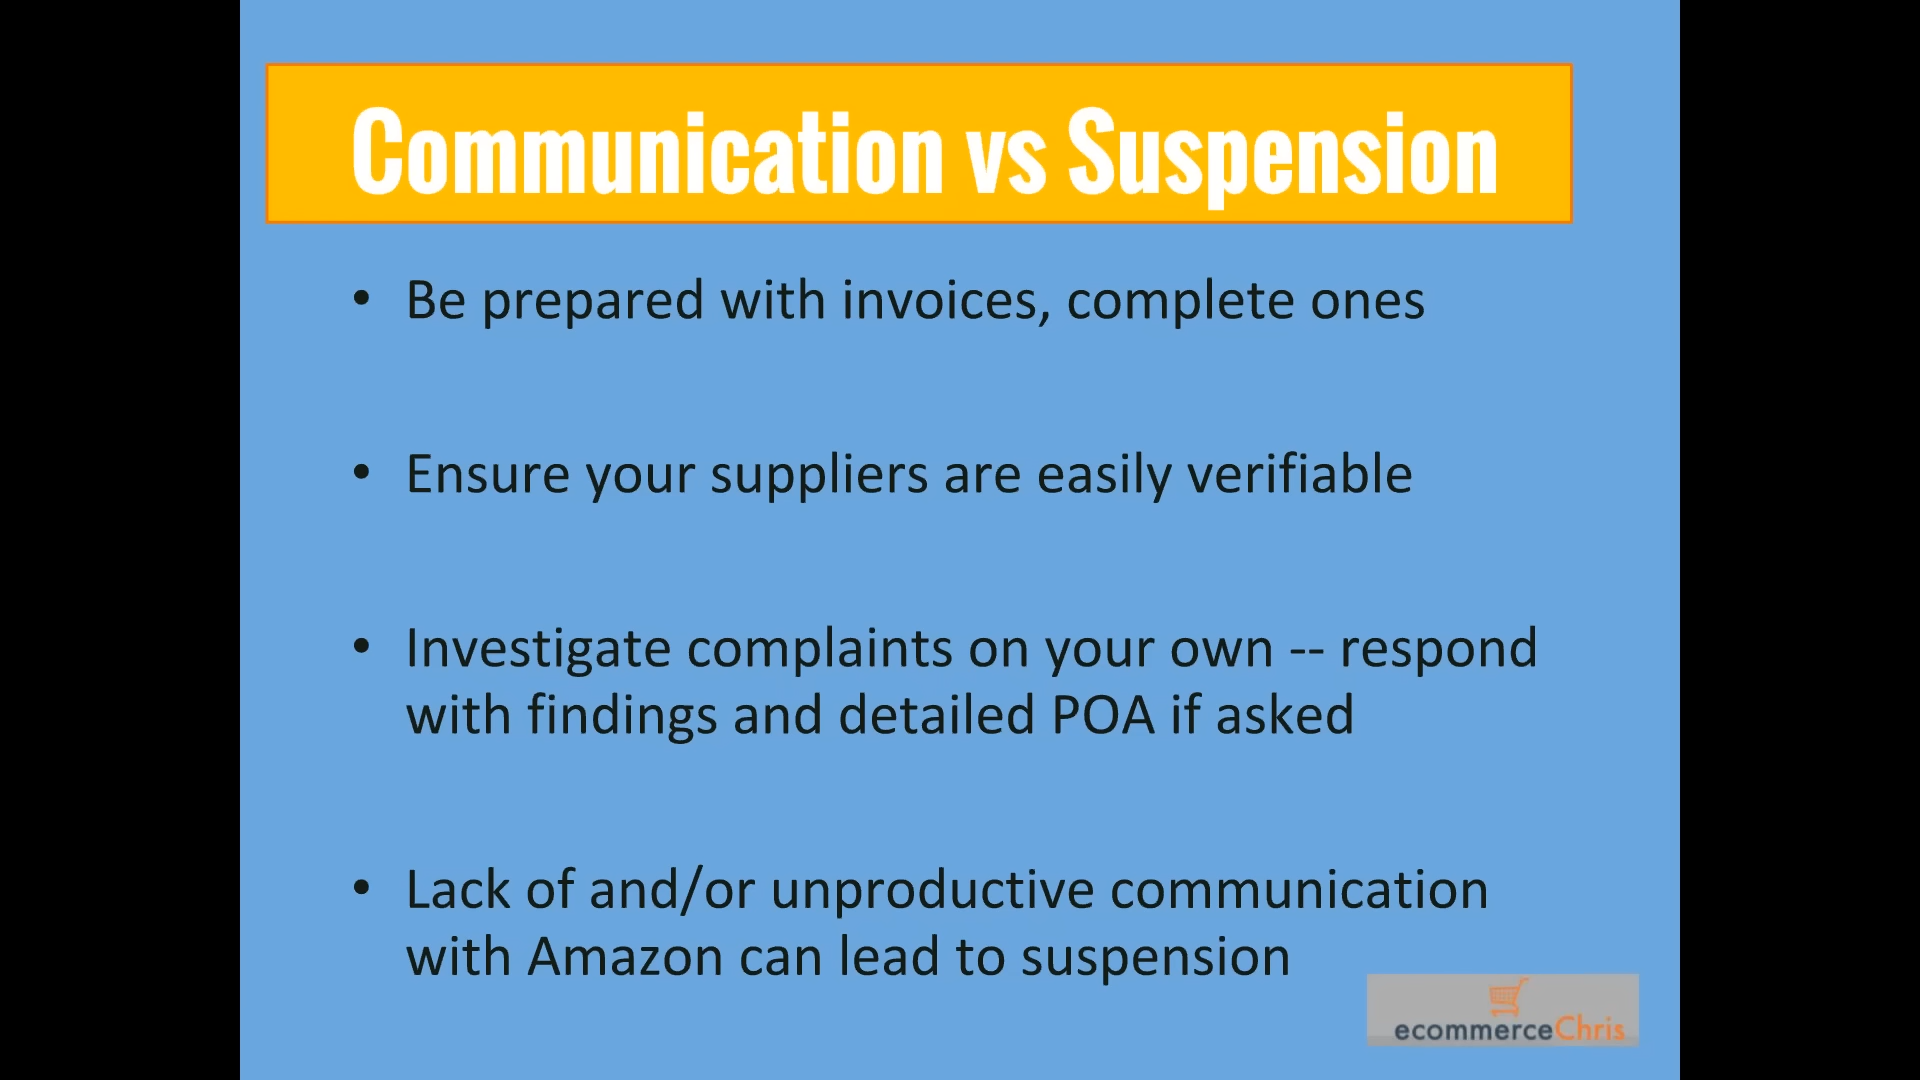 Communication vs Suspension
• Be prepared with invoices, complete ones
• Ensure your suppliers are easily verifiable
• Investigate complaints on your own -- respond
with findings and detailed POA if asked
• Lack of and/or unproductive communication
with Amazon can lead to suspension
ecommerceChris